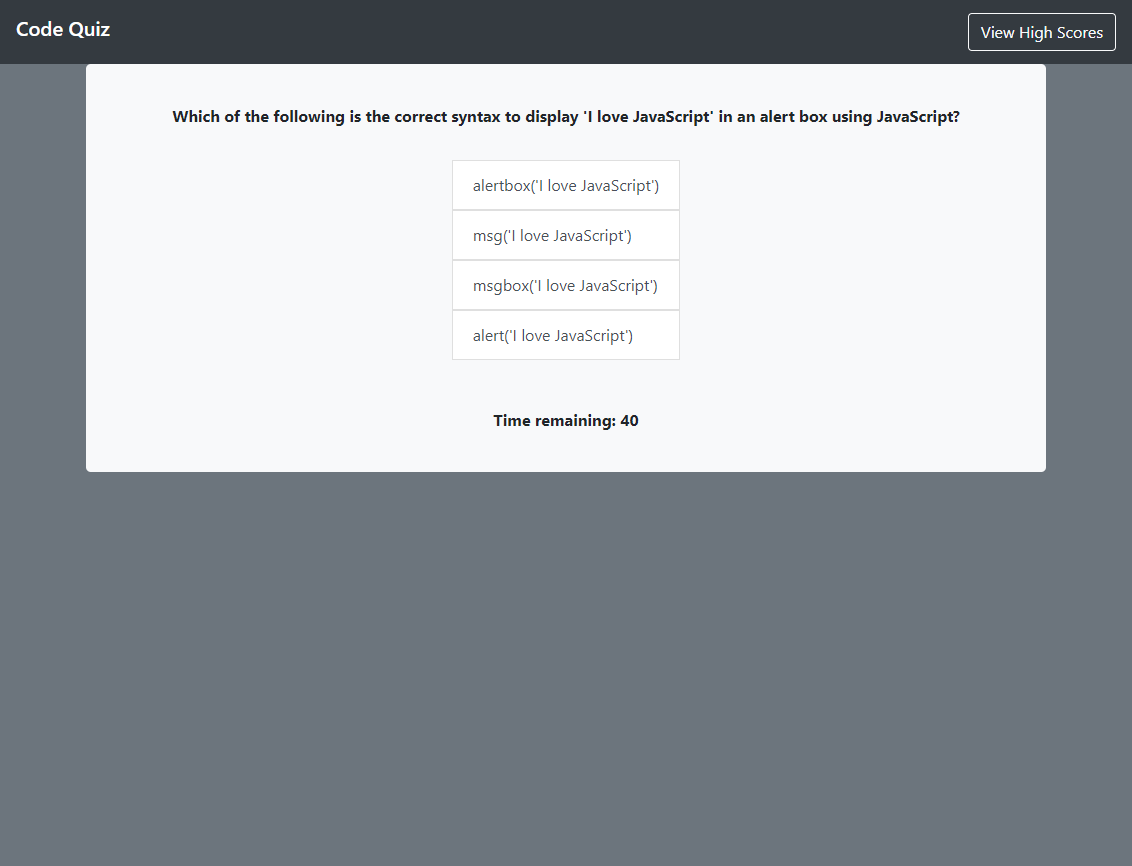 Code Quiz
View High Scores
Which of the following is the correct syntax to display 'I love JavaScript' in an alert box using JavaScript?
alertbox('I love JavaScript')
msg('I love JavaScript')
msgbox('I love JavaScript')
alert('I love JavaScript')
Time remaining: 40